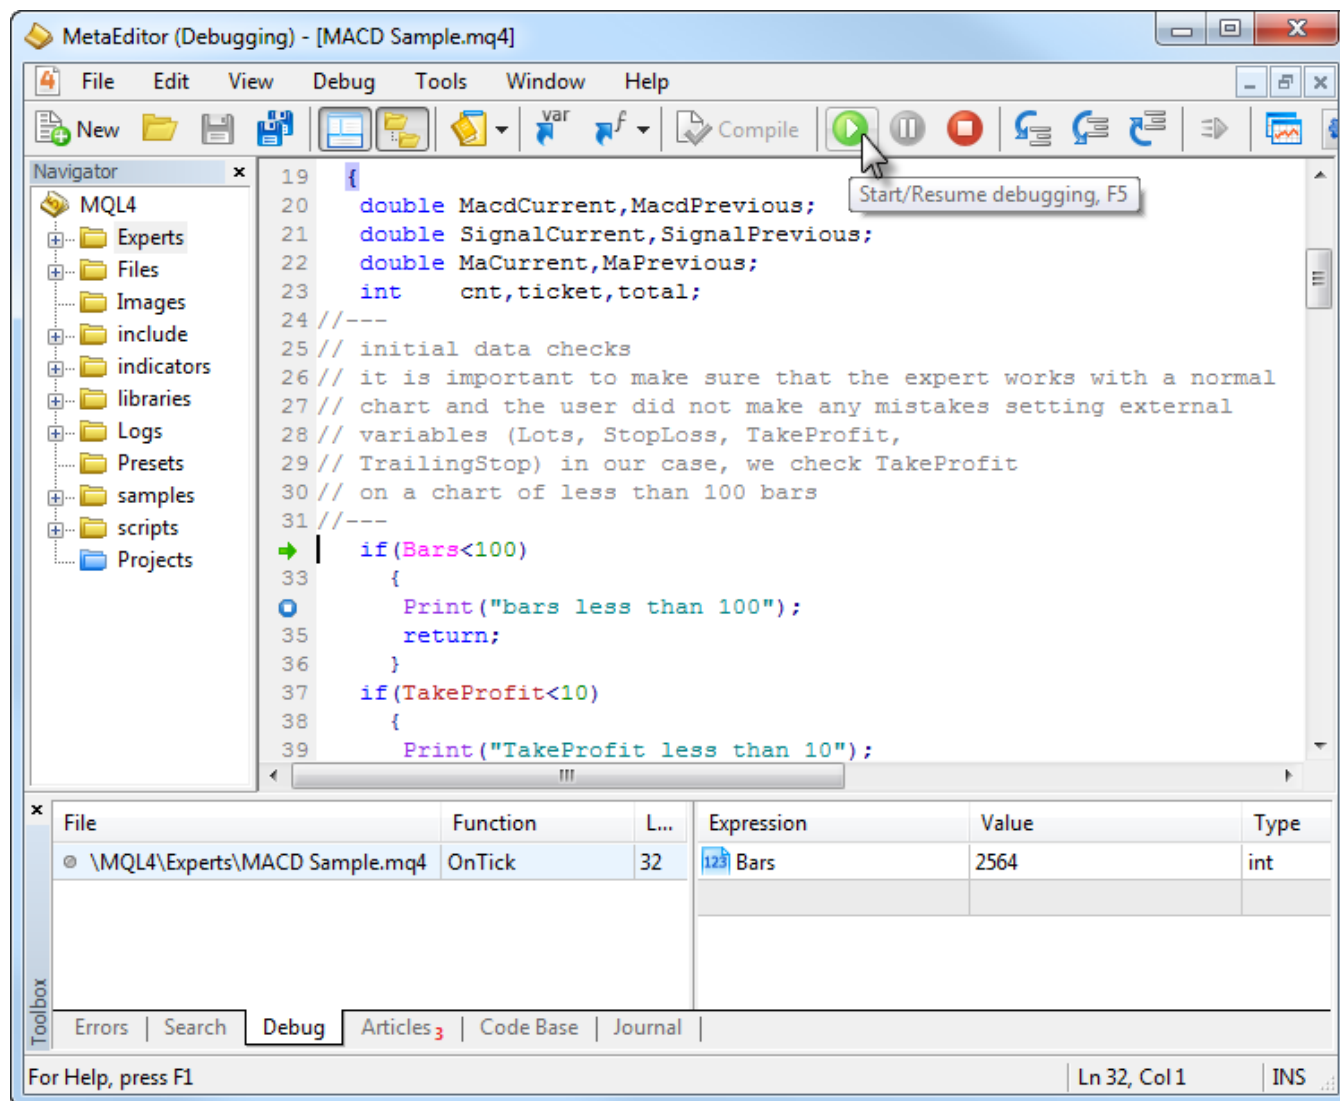 MetaEditor (Debugging) - [MACD Sample.mq4]
File Edit View Debug Tools Window Help
New var f Compile
Start/Resume debugging, F5
Navigator
MQL4
Experts
Files
Images
include
indicators
libraries
Logs
Presets
samples
scripts
Projects
19 {
20 double MacdCurrent,MacdPrevious;
21 double SignalCurrent,SignalPrevious;
22 double MaCurrent,MaPrevious;
23 int cnt,ticket,total;
24 //---
25 // initial data checks
26 // it is important to make sure that the expert works with a normal
27 // chart and the user did not make any mistakes setting external
28 // variables (Lots, StopLoss, TakeProfit,
29 // TrailingStop) in our case, we check TakeProfit
30 // on a chart of less than 100 bars
31 //---
if(Bars<100)
33 {
Print("bars less than 100");
35 return;
36 }
37 if(TakeProfit<10)
38 {
39 Print("TakeProfit less than 10");
File Function L... Expression Value Type
\MQL4\Experts\MACD Sample.mq4 OnTick 32 123 Bars 2564 int
Toolbox
Errors | Search Debug Articles 3 | Code Base | Journal |
For Help, press F1 Ln 32, Col 1 INS